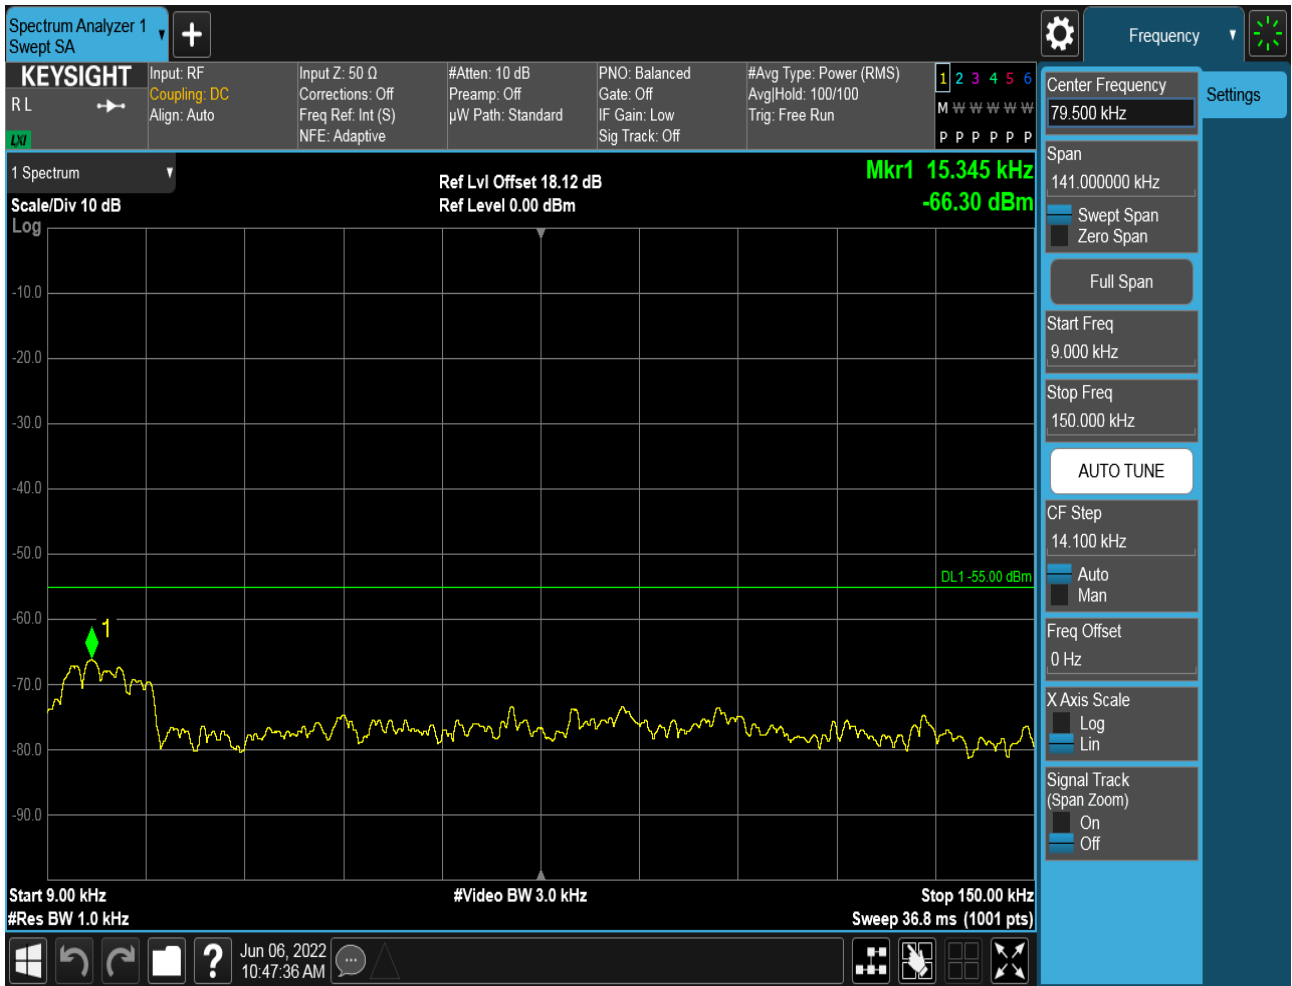 Spectrum Analyzer 1
Swept SA
Frequency
KEYSIGHT
R L
LXI
Input: RF
Coupling: DC
Align: Auto
Input Z: 50 Ω
Corrections: Off
Freq Ref: Int (S)
NFE: Adaptive
#Atten: 10 dB
Preamp: Off
µW Path: Standard
PNO: Balanced
Gate: Off
IF Gain: Low
Sig Track: Off
#Avg Type: Power (RMS)
Avg|Hold: 100/100
Trig: Free Run
1 2 3 4 5 6
M W W W W W
P P P P P P
1 Spectrum
Scale/Div 10 dB
Log
Ref Lvl Offset 18.12 dB
Ref Level 0.00 dBm
Mkr1 15.345 kHz
-66.30 dBm
-10.0
-20.0
-30.0
-40.0
-50.0
DL1 -55.00 dBm
-60.0
1
-70.0
-80.0
-90.0
Start 9.00 kHz
#Video BW 3.0 kHz
Stop 150.00 kHz
#Res BW 1.0 kHz
Sweep 36.8 ms (1001 pts)
Center Frequency
79.500 kHz
Settings
Span
141.000000 kHz
Swept Span
Zero Span
Full Span
Start Freq
9.000 kHz
Stop Freq
150.000 kHz
AUTO TUNE
CF Step
14.100 kHz
Auto
Man
Freq Offset
0 Hz
X Axis Scale
Log
Lin
Signal Track
(Span Zoom)
On
Off
?
Jun 06, 2022
10:47:36 AM